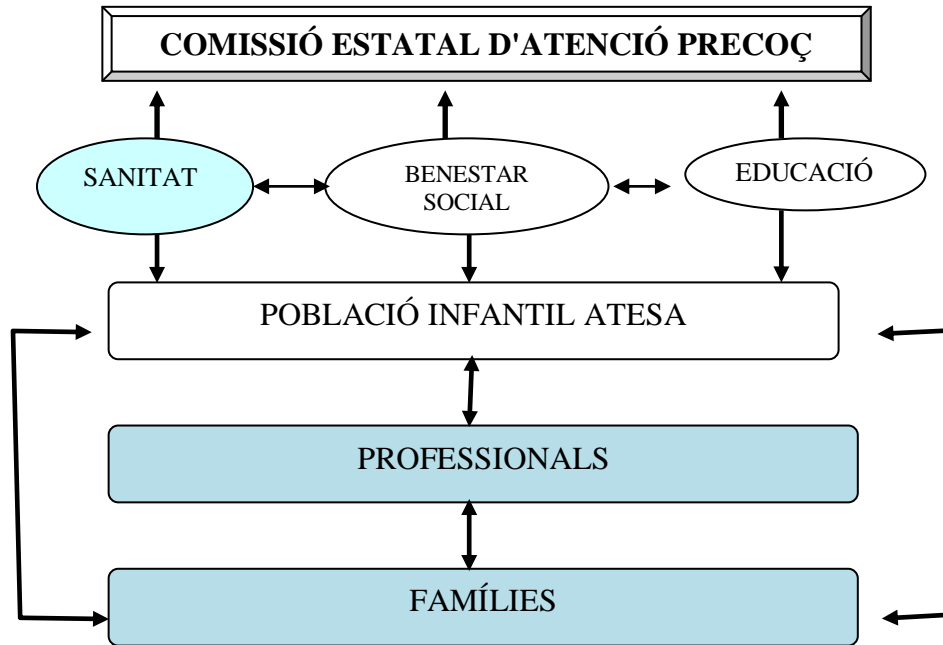 COMISSIÓ ESTATAL D'ATENCIÓ PRECOÇ
SANITAT
BENESTAR
SOCIAL
EDUCACIÓ
POBLACIÓ INFANTIL ATESA
PROFESSIONALS
FAMÍLIES